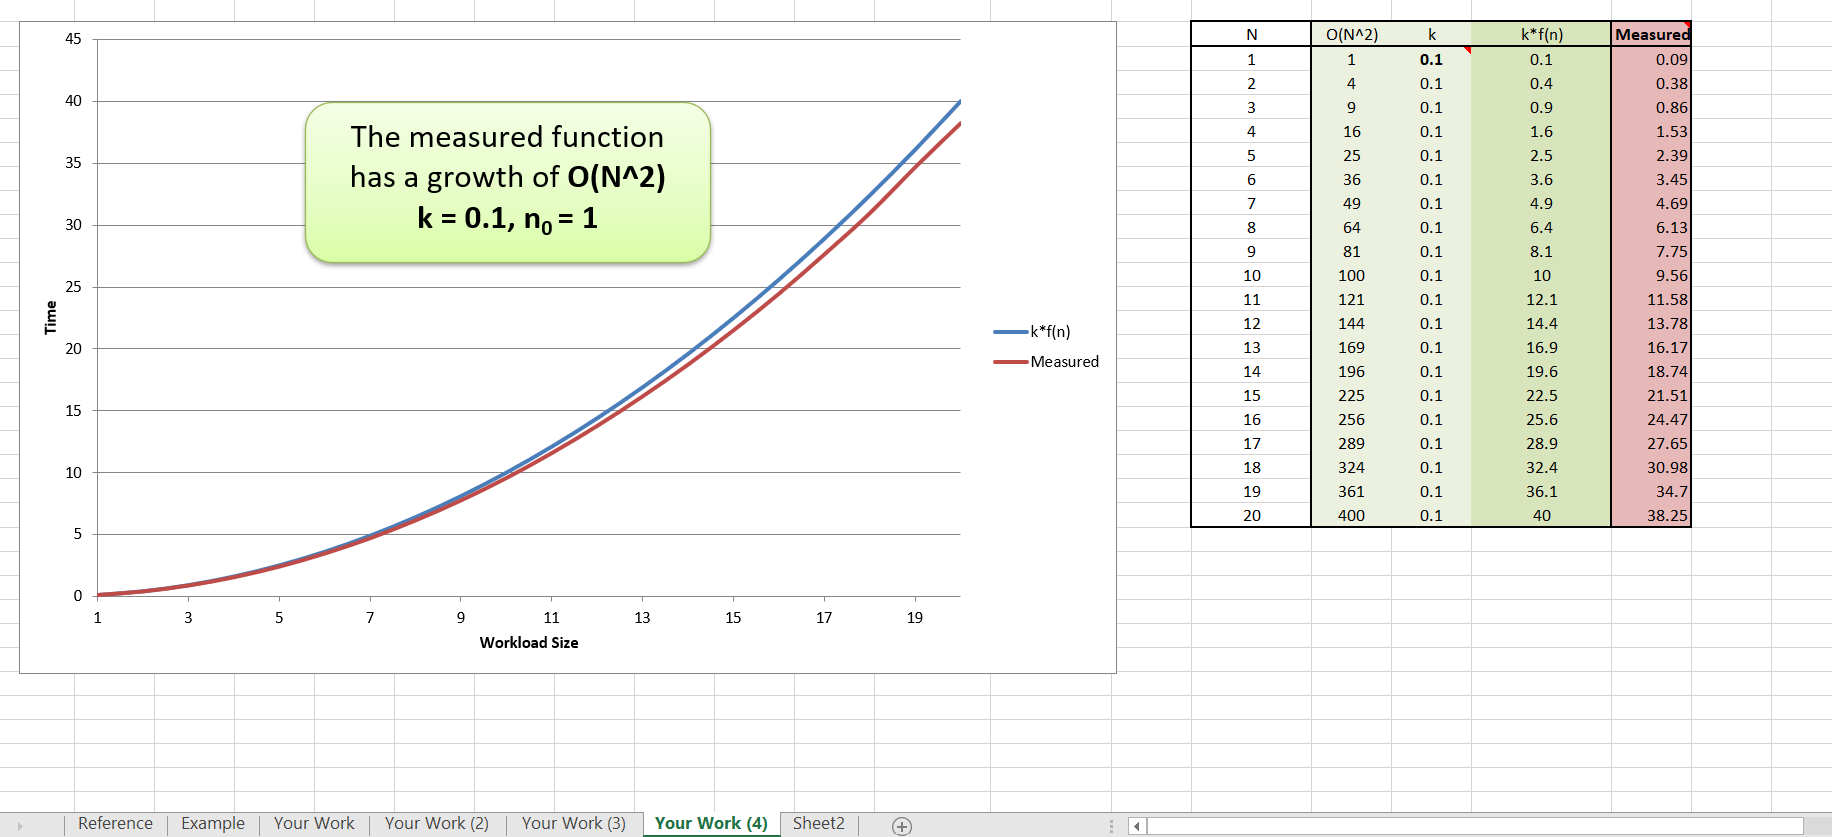 45
40
35
30
25
20
15
10
5
0
Time
The measured function
has a growth of O(N^2)
k = 0.1, n0 = 1
k*f(n)
Measured
1 3 5 7 9 11 13 15 17 19
Workload Size
N O(N^2) k k*f(n) Measured
1 1 0.1 0.1 0.09
2 4 0.1 0.4 0.38
3 9 0.1 0.9 0.86
4 16 0.1 1.6 1.53
5 25 0.1 2.5 2.39
6 36 0.1 3.6 3.45
7 49 0.1 4.9 4.69
8 64 0.1 6.4 6.13
9 81 0.1 8.1 7.75
10 100 0.1 10 9.56
11 121 0.1 12.1 11.58
12 144 0.1 14.4 13.78
13 169 0.1 16.9 16.17
14 196 0.1 19.6 18.74
15 225 0.1 22.5 21.51
16 256 0.1 25.6 24.47
17 289 0.1 28.9 27.65
18 324 0.1 32.4 30.98
19 361 0.1 36.1 34.7
20 400 0.1 40 38.25
Reference Example Your Work Your Work (2) Your Work (3) Your Work (4) Sheet2